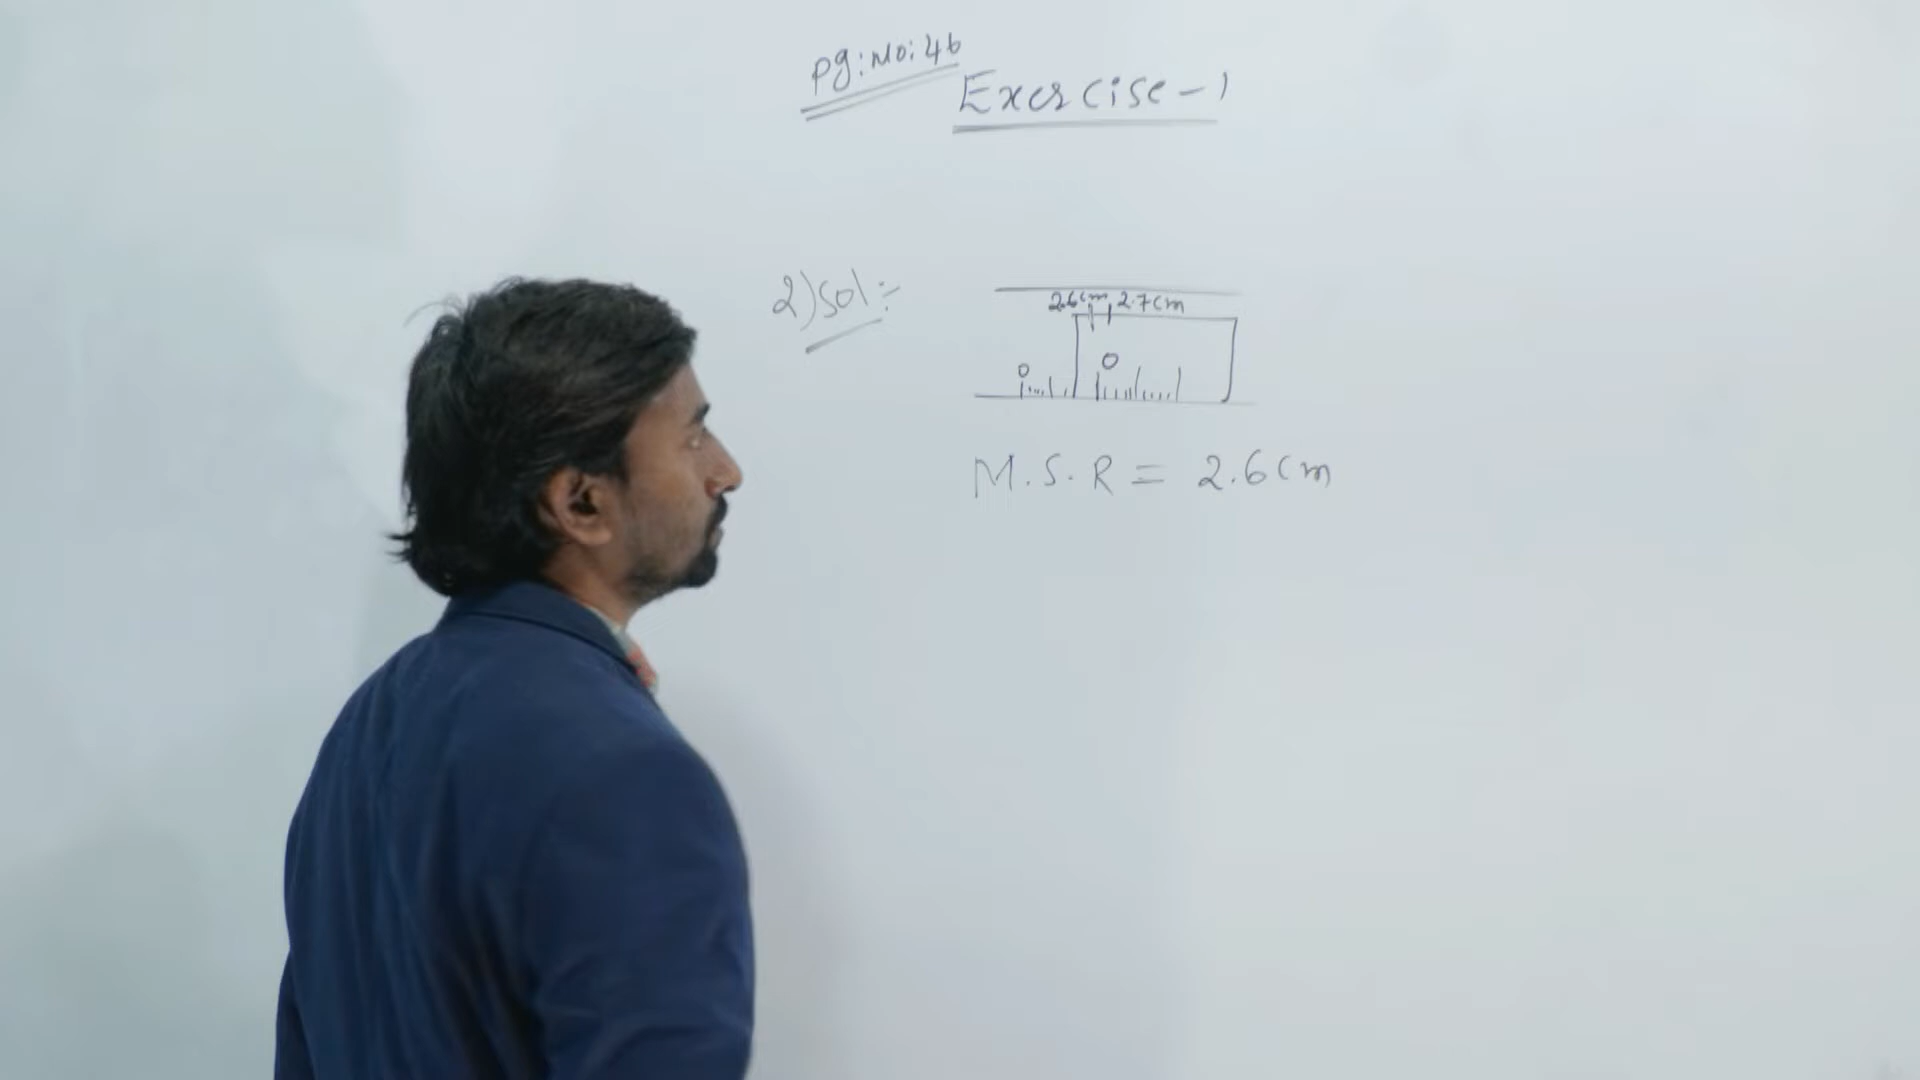 Pg:No:46
Exercise-1
2)Sol:-
2.6cm 2.7cm
0 0
M.S.R = 2.6cm